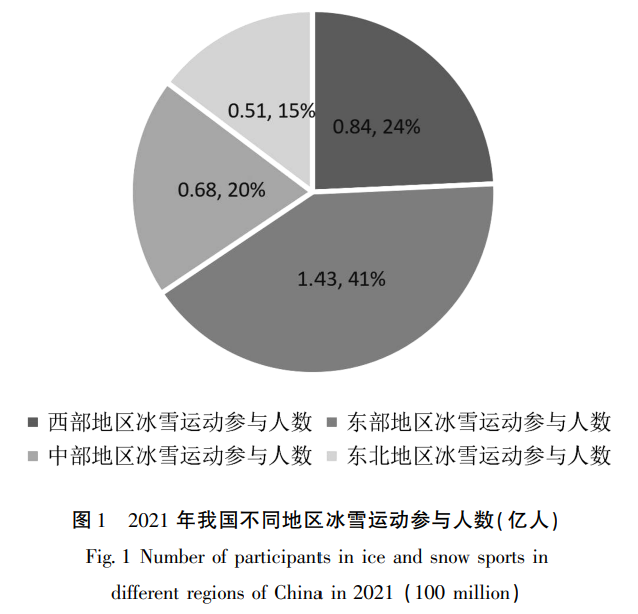 0.51, 15%
0.84, 24%
0.68, 20%
1.43, 41%
西部地区冰雪运动参与人数 东部地区冰雪运动参与人数
中部地区冰雪运动参与人数 东北地区冰雪运动参与人数
图1 2021年我国不同地区冰雪运动参与人数(亿人)
Fig. 1 Number of participants in ice and snow sports in
different regions of China in 2021 (100 million)